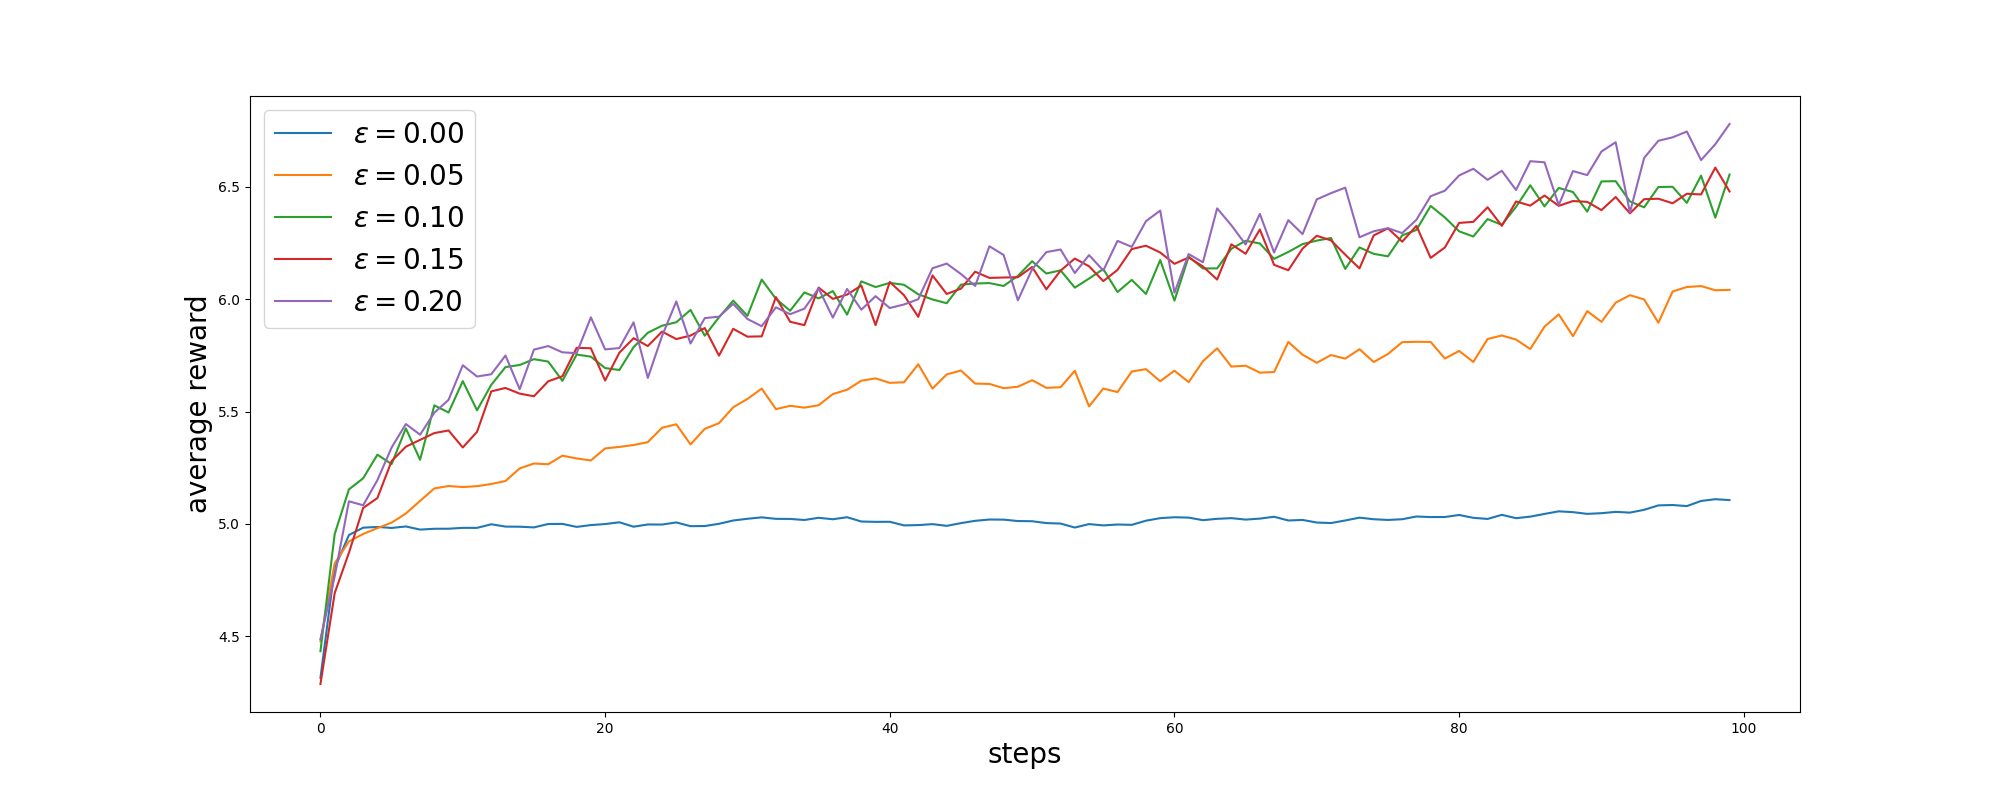 ε = 0.00
ε = 0.05
ε = 0.10
ε = 0.15
ε = 0.20
average reward
6.5
6.0
5.5
5.0
4.5
0 20 40 60 80 100
steps